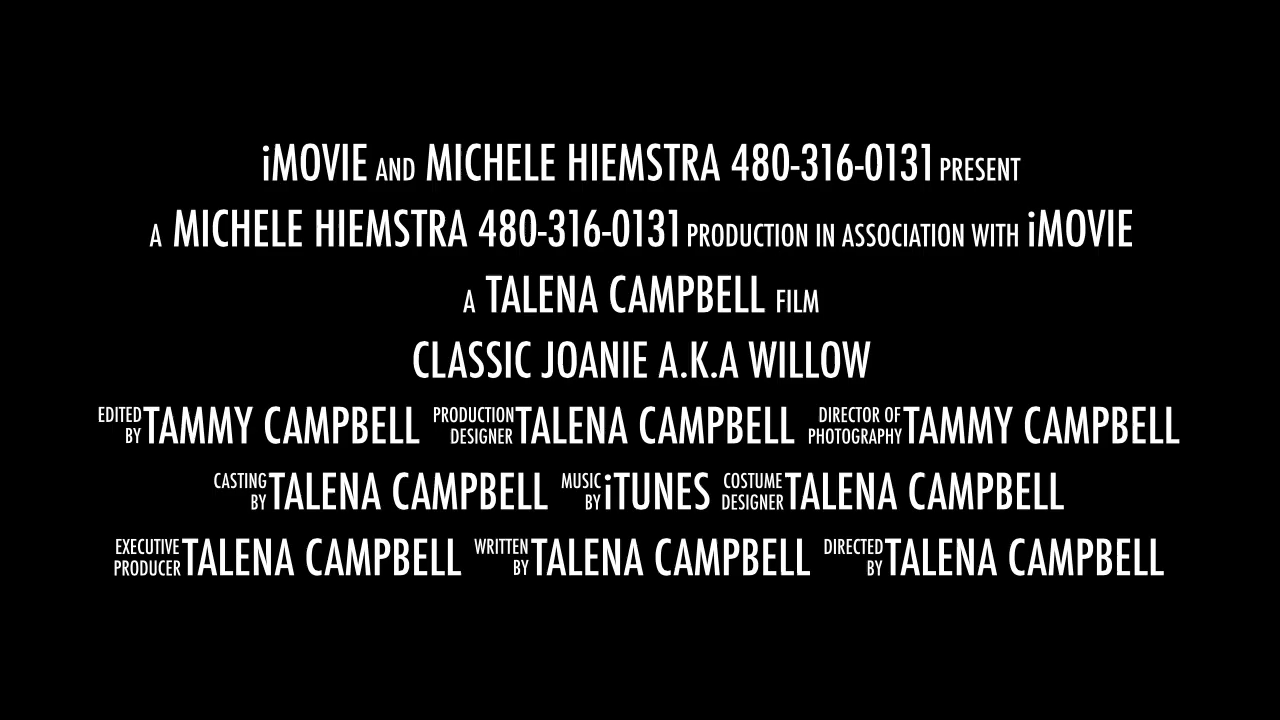 iMOVIE AND MICHELE HIEMSTRA 480-316-0131 PRESENT
A MICHELE HIEMSTRA 480-316-0131 PRODUCTION IN ASSOCIATION WITH iMOVIE
A TALENA CAMPBELL FILM
CLASSIC JOANIE A.K.A WILLOW
EDITED BY TAMMY CAMPBELL PRODUCTION DESIGNER TALENA CAMPBELL DIRECTOR OF PHOTOGRAPHY TAMMY CAMPBELL
CASTING BY TALENA CAMPBELL MUSIC BY iTUNES COSTUME DESIGNER TALENA CAMPBELL
EXECUTIVE PRODUCER TALENA CAMPBELL WRITTEN BY TALENA CAMPBELL DIRECTED BY TALENA CAMPBELL